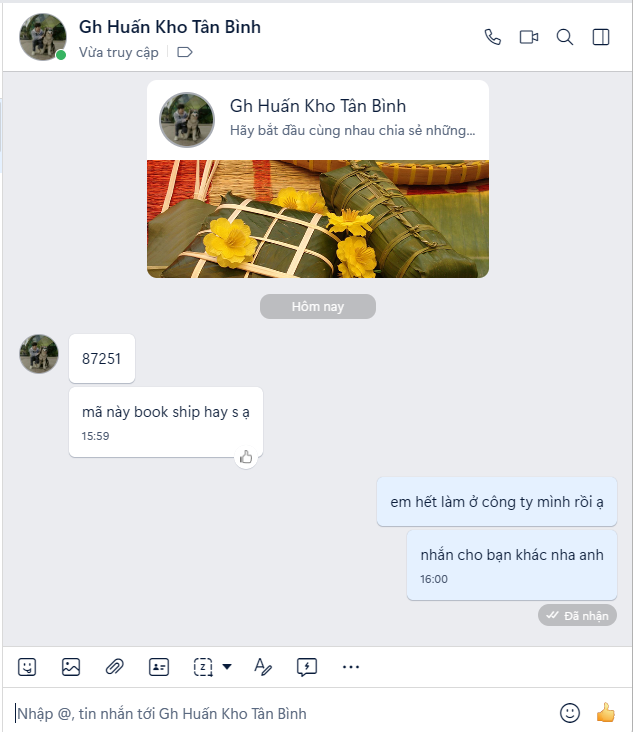 Gh Huấn Kho Tân Bình
Vừa truy cập
Gh Huấn Kho Tân Bình
Hãy bắt đầu cùng nhau chia sẻ những...
Hôm nay
87251
mã này book ship hay s ạ
15:59
em hết làm ở công ty mình rồi ạ
nhắn cho bạn khác nha anh
16:00
Đã nhận
Nhập @, tin nhắn tới Gh Huấn Kho Tân Bình